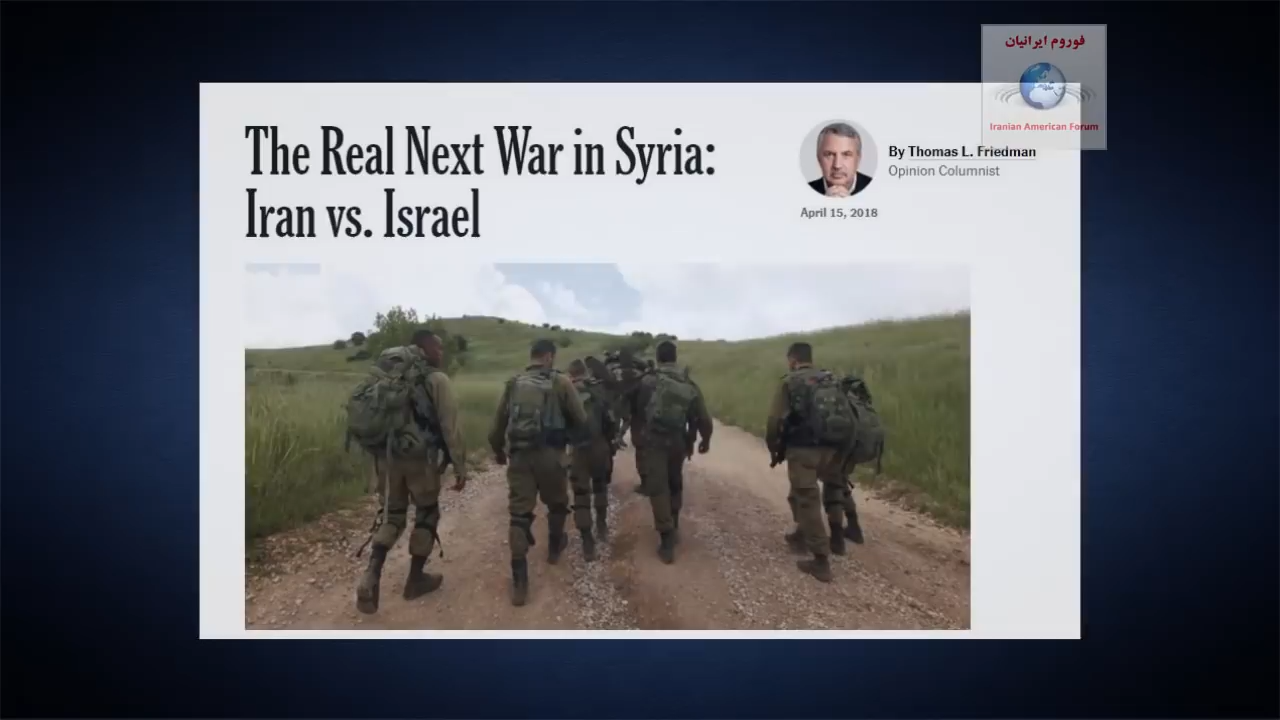 فوروم ایرانیان
Iranian American Forum
The Real Next War in Syria:
Iran vs. Israel
By Thomas L. Friedman
Opinion Columnist
April 15, 2018